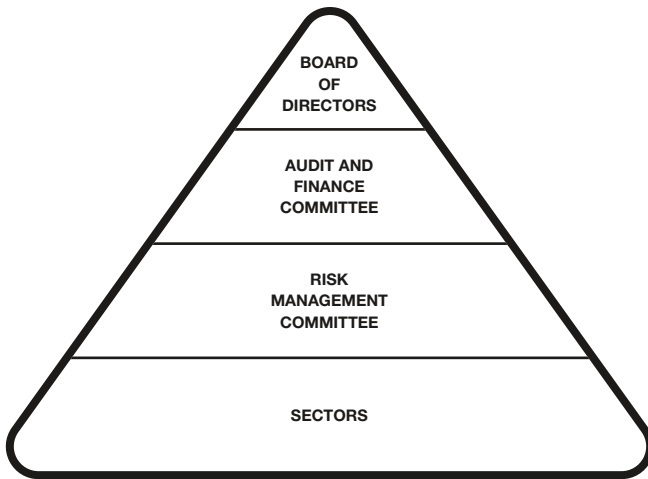 BOARD
OF
DIRECTORS
AUDIT AND
FINANCE
COMMITTEE
RISK
MANAGEMENT
COMMITTEE
SECTORS